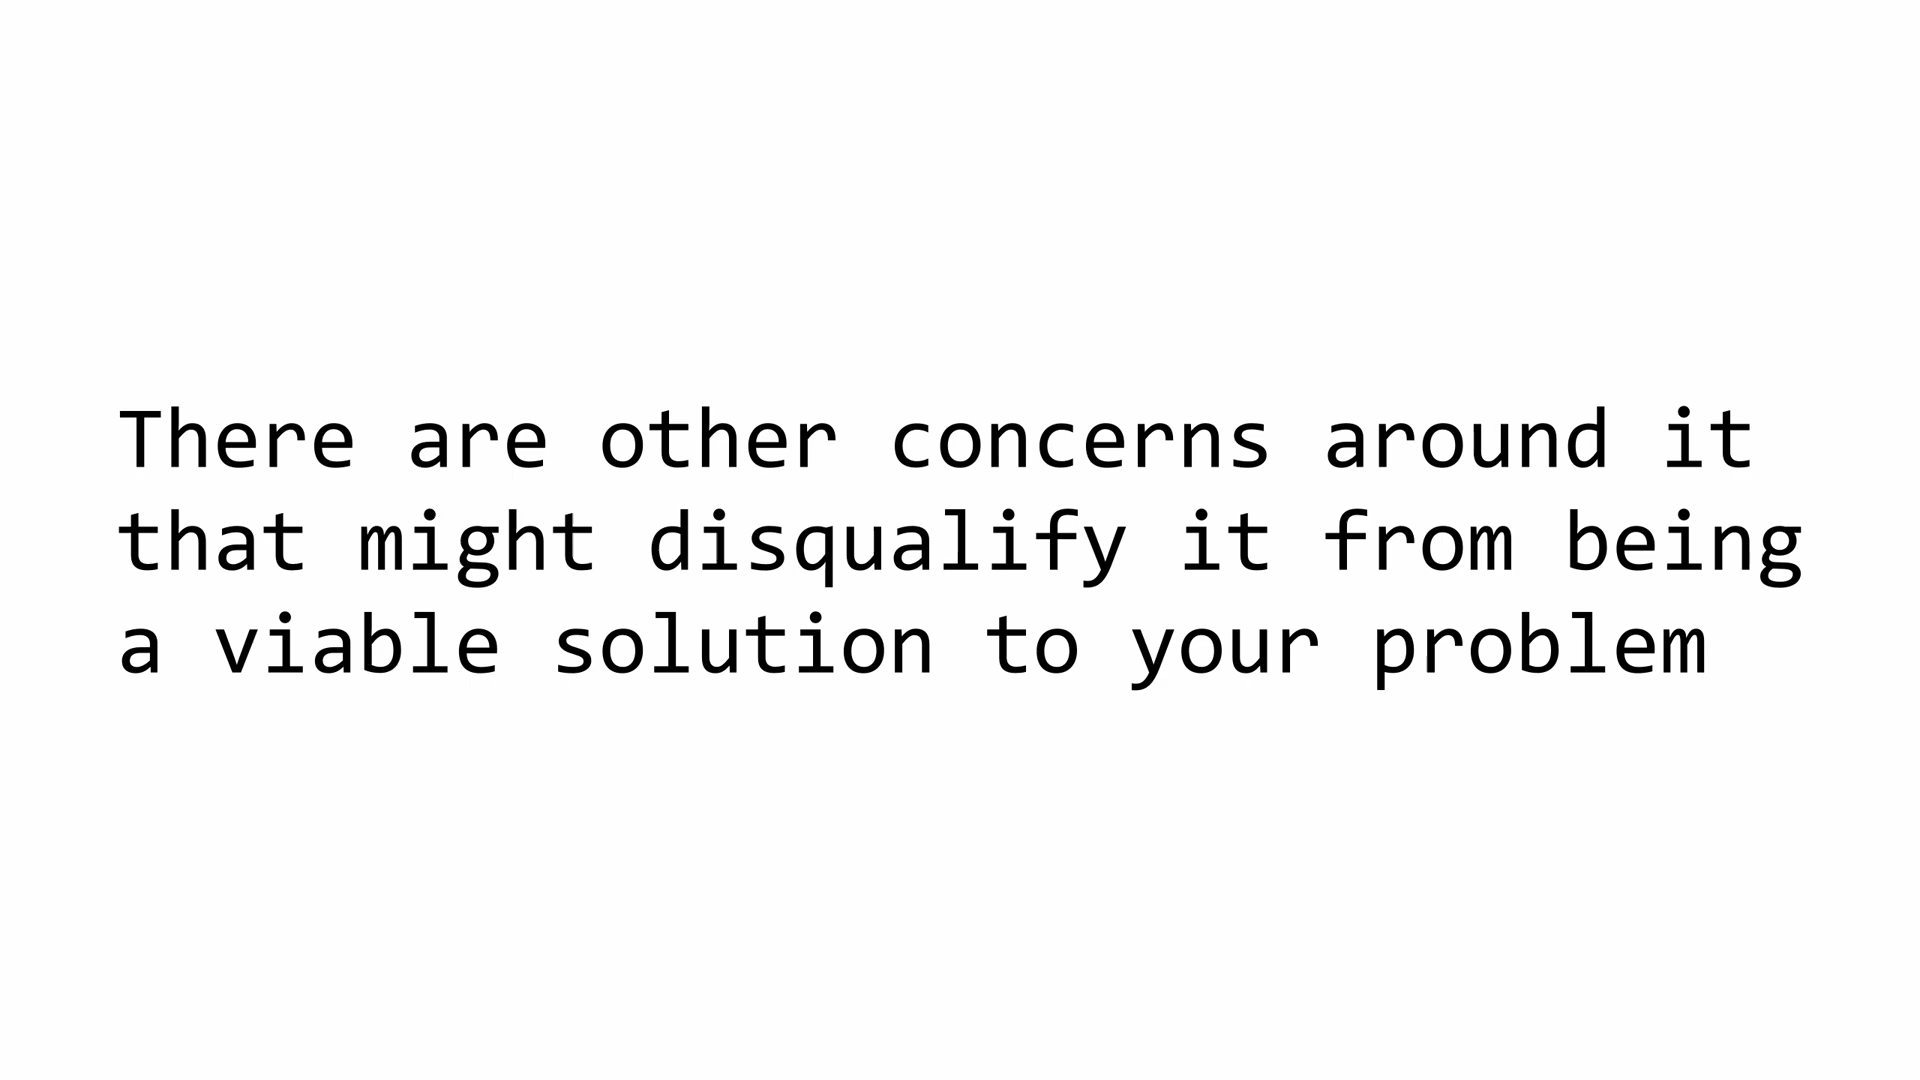 There are other concerns around it
that might disqualify it from being
a viable solution to your problem